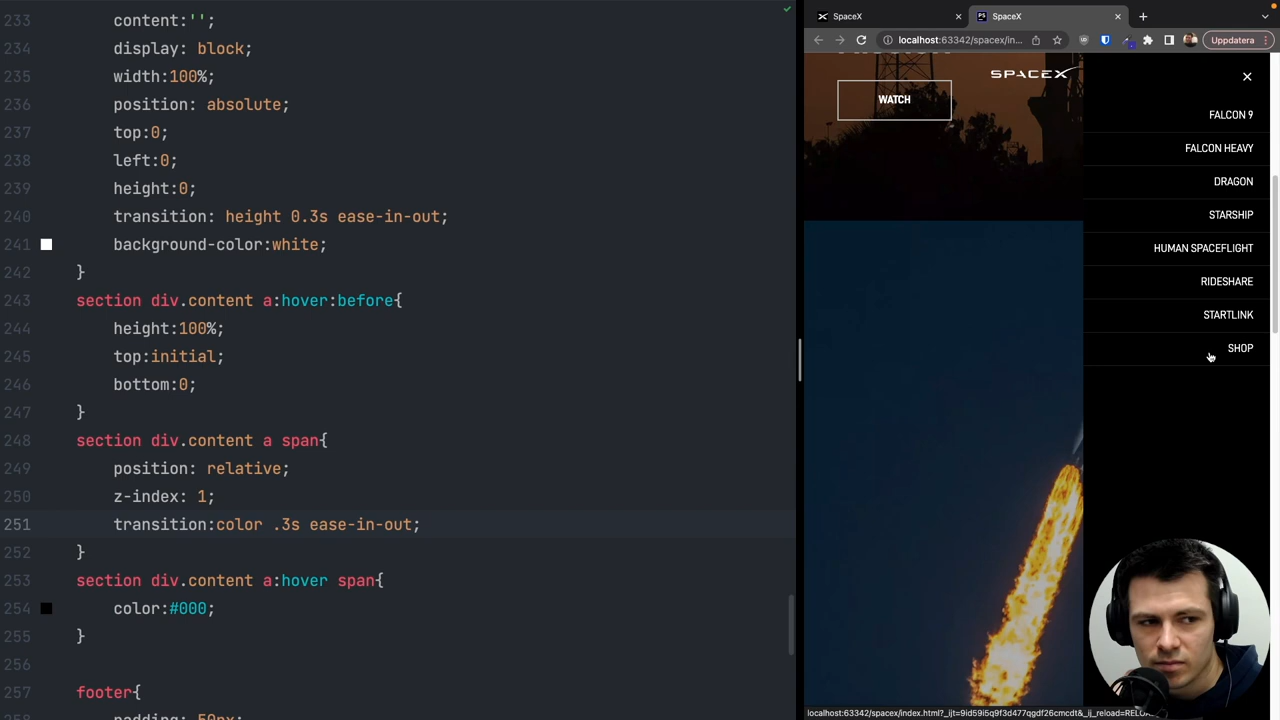 233 content:'';
234 display: block;
235 width:100%;
236 position: absolute;
237 top:0;
238 left:0;
239 height:0;
240 transition: height 0.3s ease-in-out;
241 background-color:white;
242 }
243 section div.content a:hover:before{
244 height:100%;
245 top:initial;
246 bottom:0;
247 }
248 section div.content a span{
249 position: relative;
250 z-index: 1;
251 transition:color .3s ease-in-out;
252 }
253 section div.content a:hover span{
254 color:#000;
255 }
256
257 footer{
padding: 50px;
SpaceX
SpaceX
localhost:63342/spacex/in...
Uppdatera
SPACEX
WATCH
FALCON 9
FALCON HEAVY
DRAGON
STARSHIP
HUMAN SPACEFLIGHT
RIDESHARE
STARTLINK
SHOP